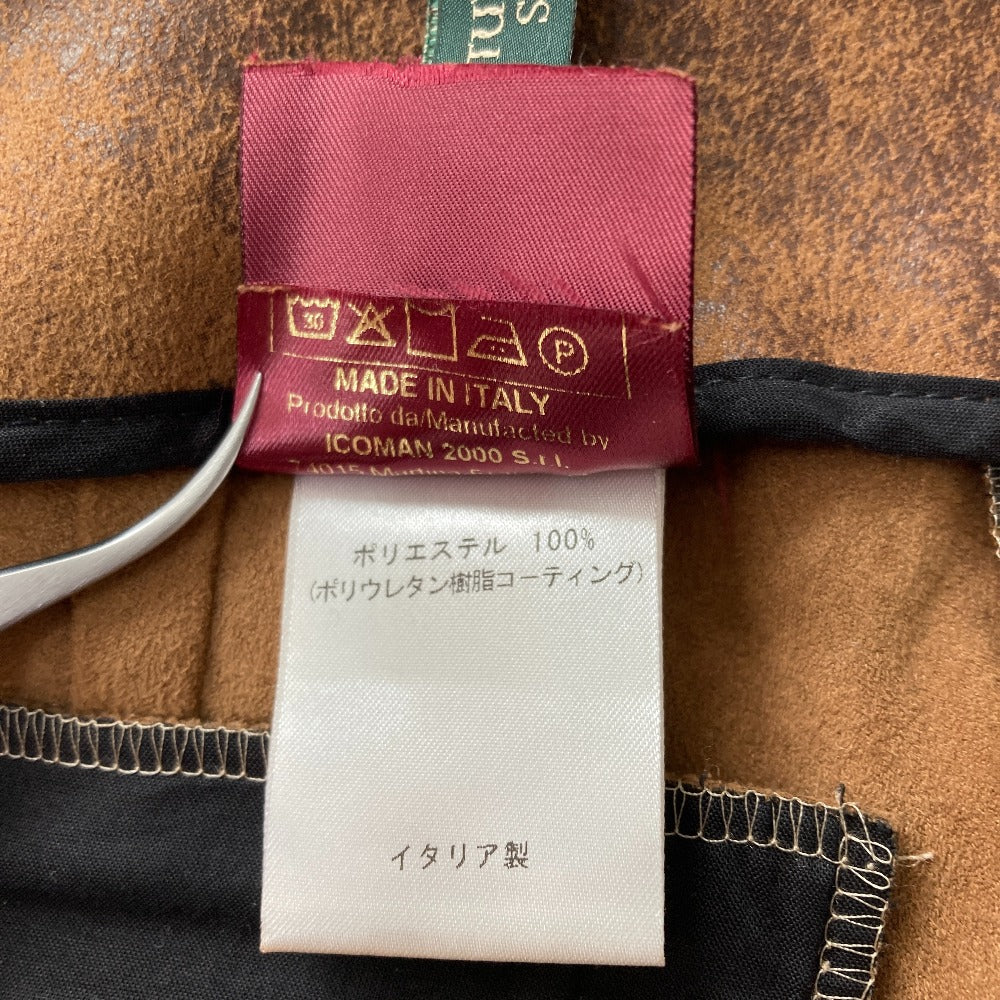 s
30
P
MADE IN ITALY
Prodotto da/Manufacted by
ICOMAN 2000 S.r.l.
ポリエステル 100%
(ポリウレタン樹脂コーティング)
イタリア製